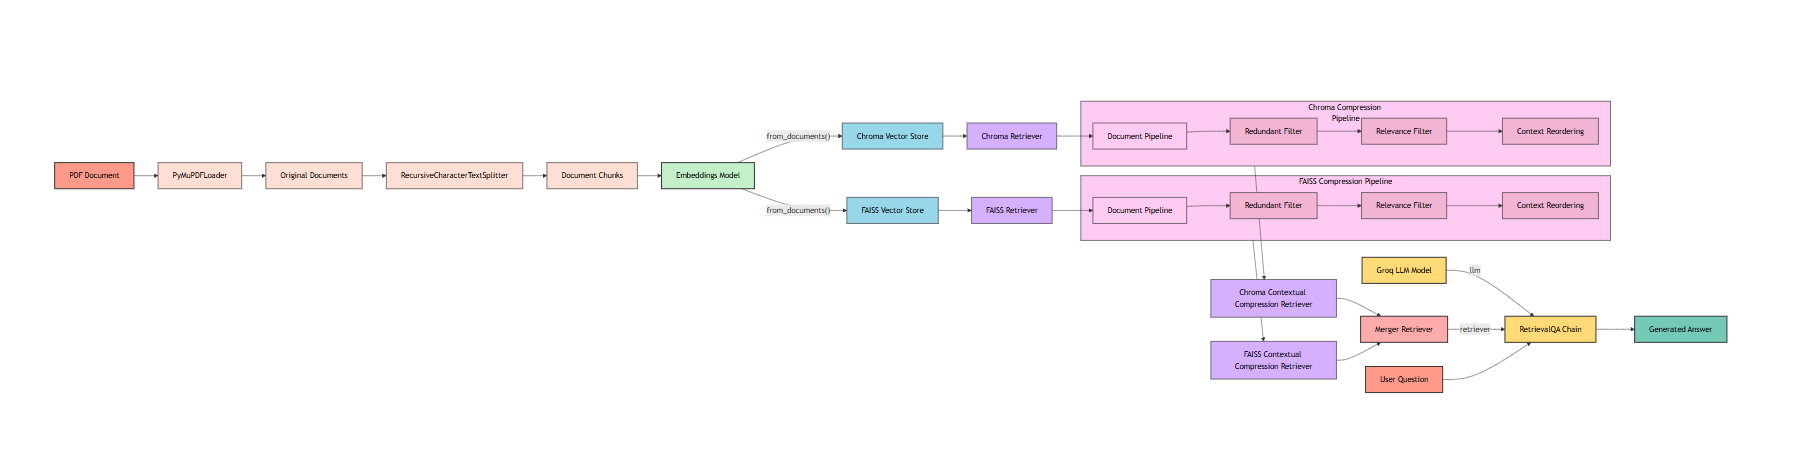 PDF Document
PyMuPDFLoader
Original Documents
RecursiveCharacterTextSplitter
Document Chunks
Embeddings Model
from_documents()
Chroma Vector Store
Chroma Retriever
Chroma Compression
Pipeline
Document Pipeline
Redundant Filter
Relevance Filter
Context Reordering
from_documents()
FAISS Vector Store
FAISS Retriever
FAISS Compression Pipeline
Document Pipeline
Redundant Filter
Relevance Filter
Context Reordering
Groq LLM Model
llm
Chroma Contextual
Compression Retriever
Merger Retriever
retriever
RetrievalQA Chain
Generated Answer
FAISS Contextual
Compression Retriever
User Question